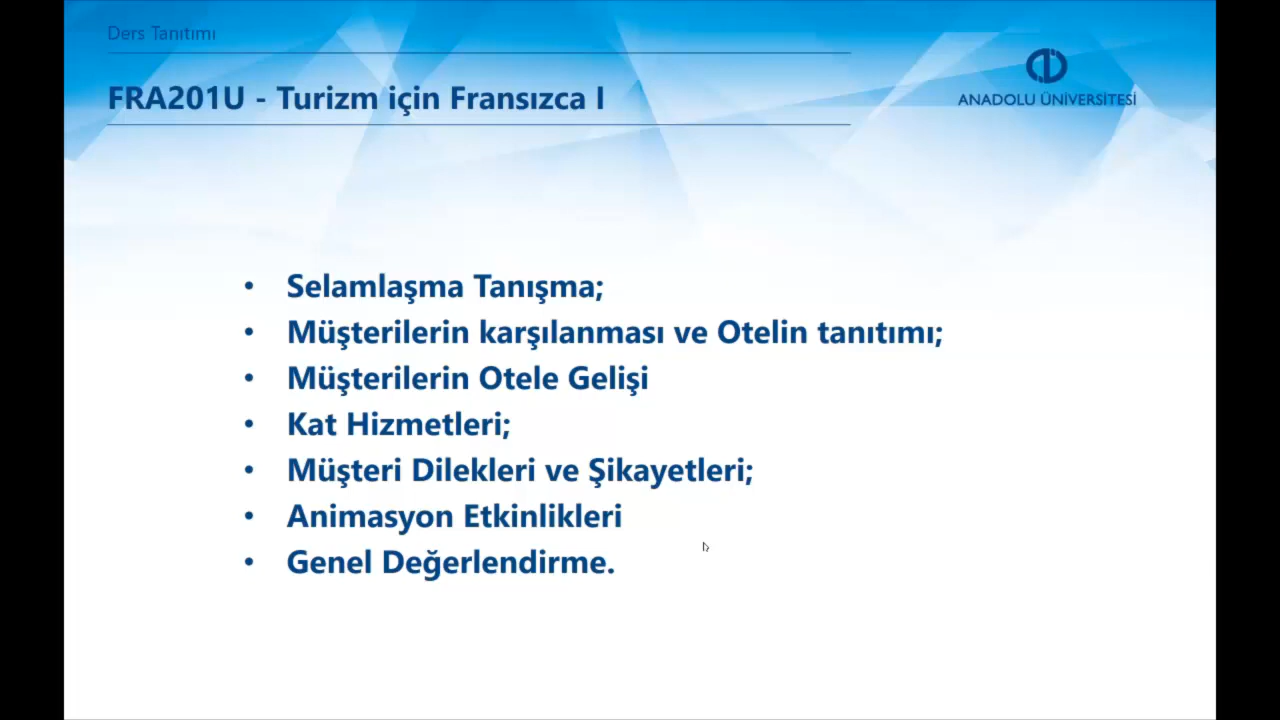 Ders Tanıtımı
FRA201U - Turizm için Fransızca I
ANADOLU ÜNİVERSİTESİ
• Selamlaşma Tanışma;
• Müşterilerin karşılanması ve Otelin tanıtımı;
• Müşterilerin Otele Gelişi
• Kat Hizmetleri;
• Müşteri Dilekleri ve Şikayetleri;
• Animasyon Etkinlikleri
• Genel Değerlendirme.